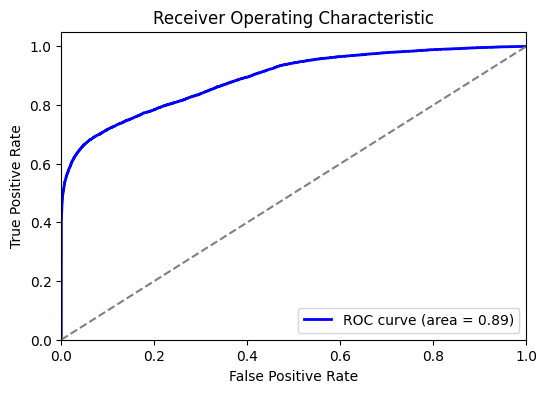 Receiver Operating Characteristic
True Positive Rate
1.0
0.8
0.6
0.4
0.2
0.0
0.0 0.2 0.4 0.6 0.8 1.0
False Positive Rate
ROC curve (area = 0.89)